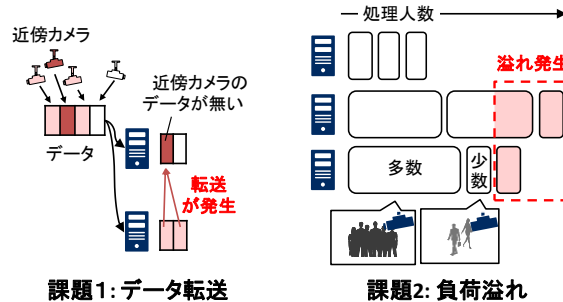 近傍カメラ
近傍カメラの
データが無い
データ
転送
が発生
課題1: データ転送
処理人数
溢れ発生
多数
少
数
課題2: 負荷溢れ